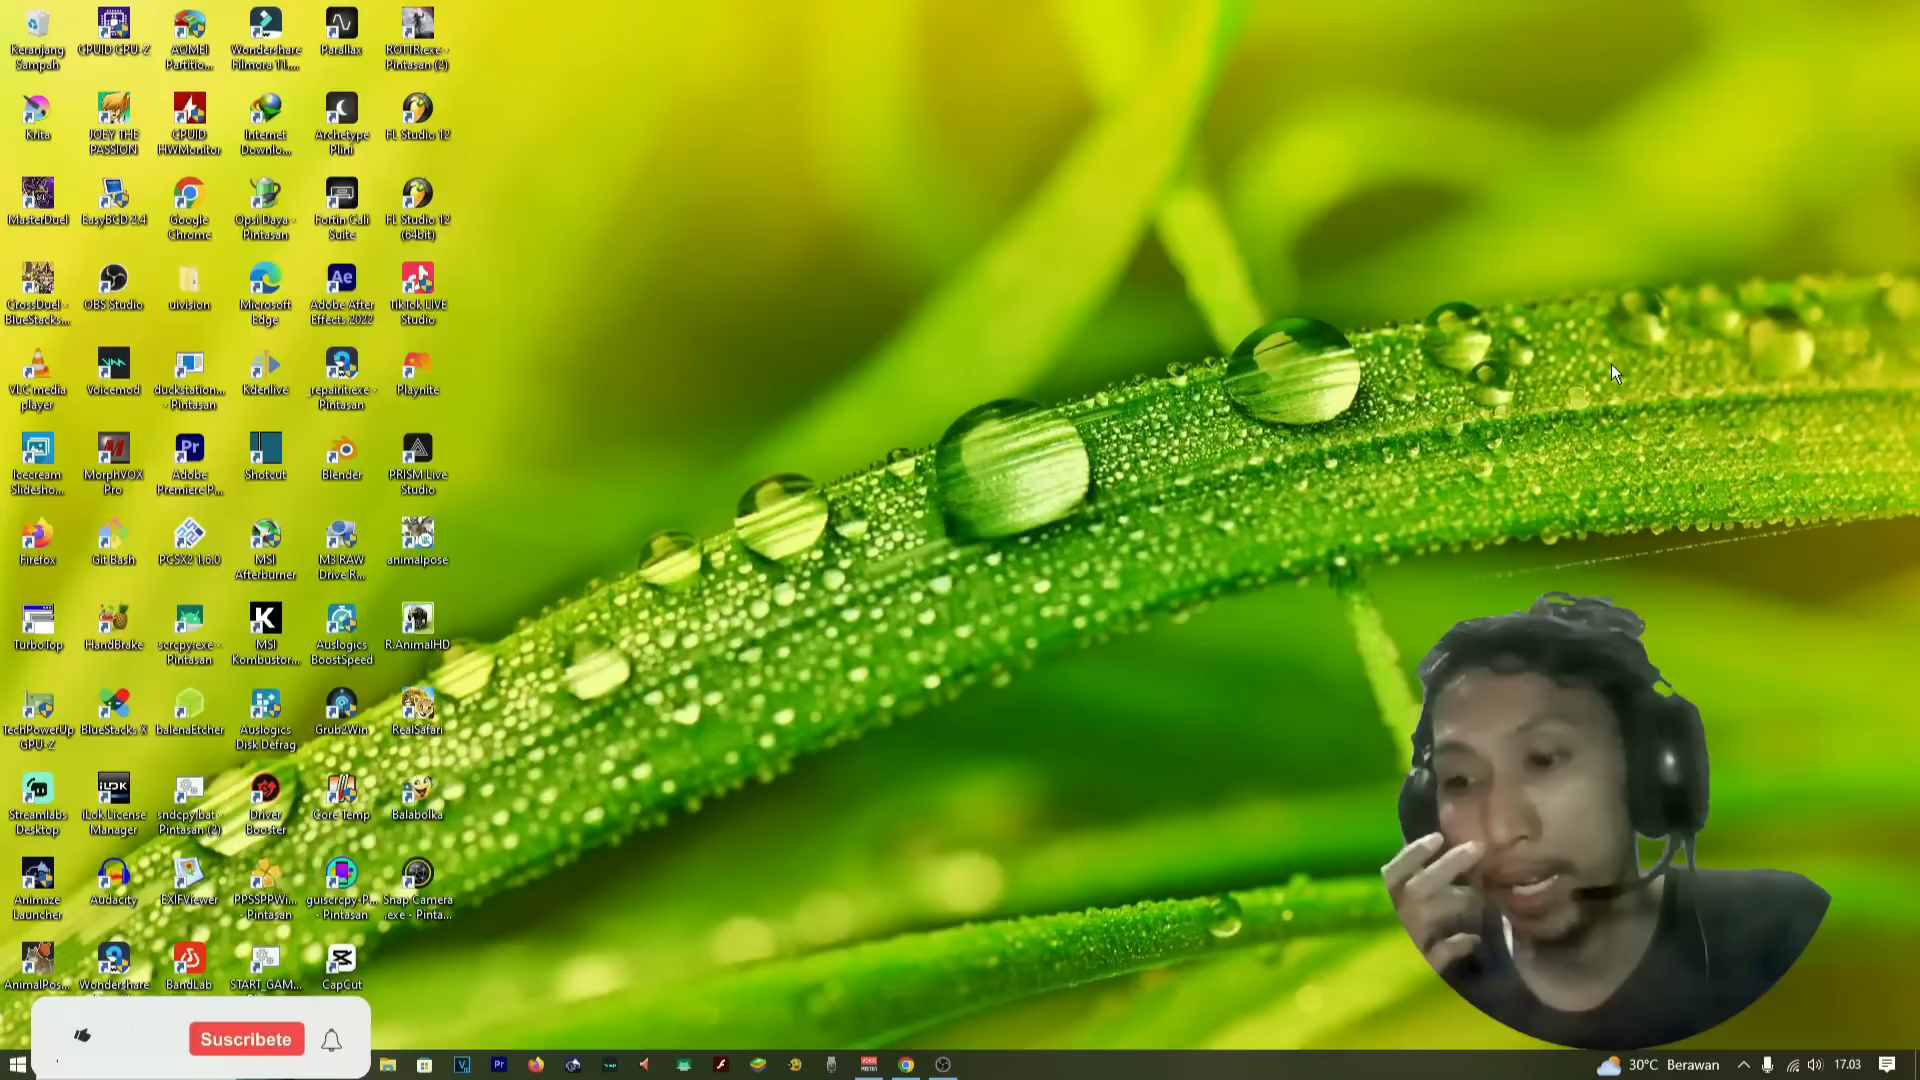 Keranjang
Sampah
CPUID CPU-Z
AOMEI
Partitio...
Wondershare
Filmora 11....
Parallax
ROTTR.exe -
Pintasan (2)
Krita
JOEY THE
PASSION
CPUID
HWMonitor
Internet
Downlo...
Archetype
Plini
FL Studio 12
MasterDuel
EasyBCD 2.4
Google
Chrome
Opsi Daya -
Pintasan
Fortin Cali
Suite
FL Studio 12
(64bit)
CrossDuel -
BlueStacks...
OBS Studio
uivision
Microsoft
Edge
Adobe After
Effects 2022
TikTok LIVE
Studio
VLC media
player
Voicemod
duckstation...
- Pintasan
Kdenlive
_repairit.exe -
Pintasan
Playnite
Icecream
Slidesho...
MorphVOX
Pro
Adobe
Premiere P...
Shotcut
Blender
PRISM Live
Studio
Firefox
Git Bash
PCSX2 1.6.0
MSI
Afterburner
M3 RAW
Drive R...
animalpose
TurboTop
HandBrake
scrcpy.exe -
Pintasan
MSI
Kombustor...
Auslogics
BoostSpeed
R.AnimalHD
TechPowerUp
GPU-Z
BlueStacks X
balenaEtcher
Auslogics
Disk Defrag
Grub2Win
RealSafari
Streamlabs
Desktop
iLok License
Manager
sndcpy.bat -
Pintasan (2)
Driver
Booster
Core Temp
Balabolka
Animaze
Launcher
Audacity
EXIFViewer
PPSSPPWi...
- Pintasan
guiscrcpy-P...
- Pintasan
Snap Camera
.exe - Pinta...
AnimalPos...
Wondershare
BandLab
START_GAM...
CapCut
Suscribete
30°C Berawan
17.03